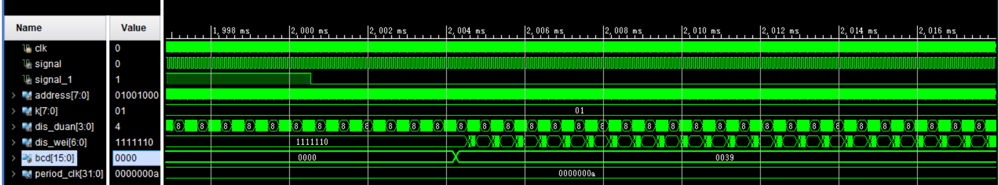 Name Value
1,998 ms 2,000 ms 2,002 ms 2,004 ms 2,006 ms 2,008 ms 2,010 ms 2,012 ms 2,014 ms 2,016 ms
clk 0
signal 0
signal_1 1
address[7:0] 01001000
k[7:0] 01 01
dis_duan[3:0] 4 8 8 8 8 8 8 8 8 8 8 8 8 8 8 8 8 8 8 8 8 8 8 8 8 8 8 8 8 8 8 8 8 8 8 8
dis_wei[6:0] 1111110 1111110
bcd[15:0] 0000 0000 0039
period_clk[31:0] 0000000a 0000000a